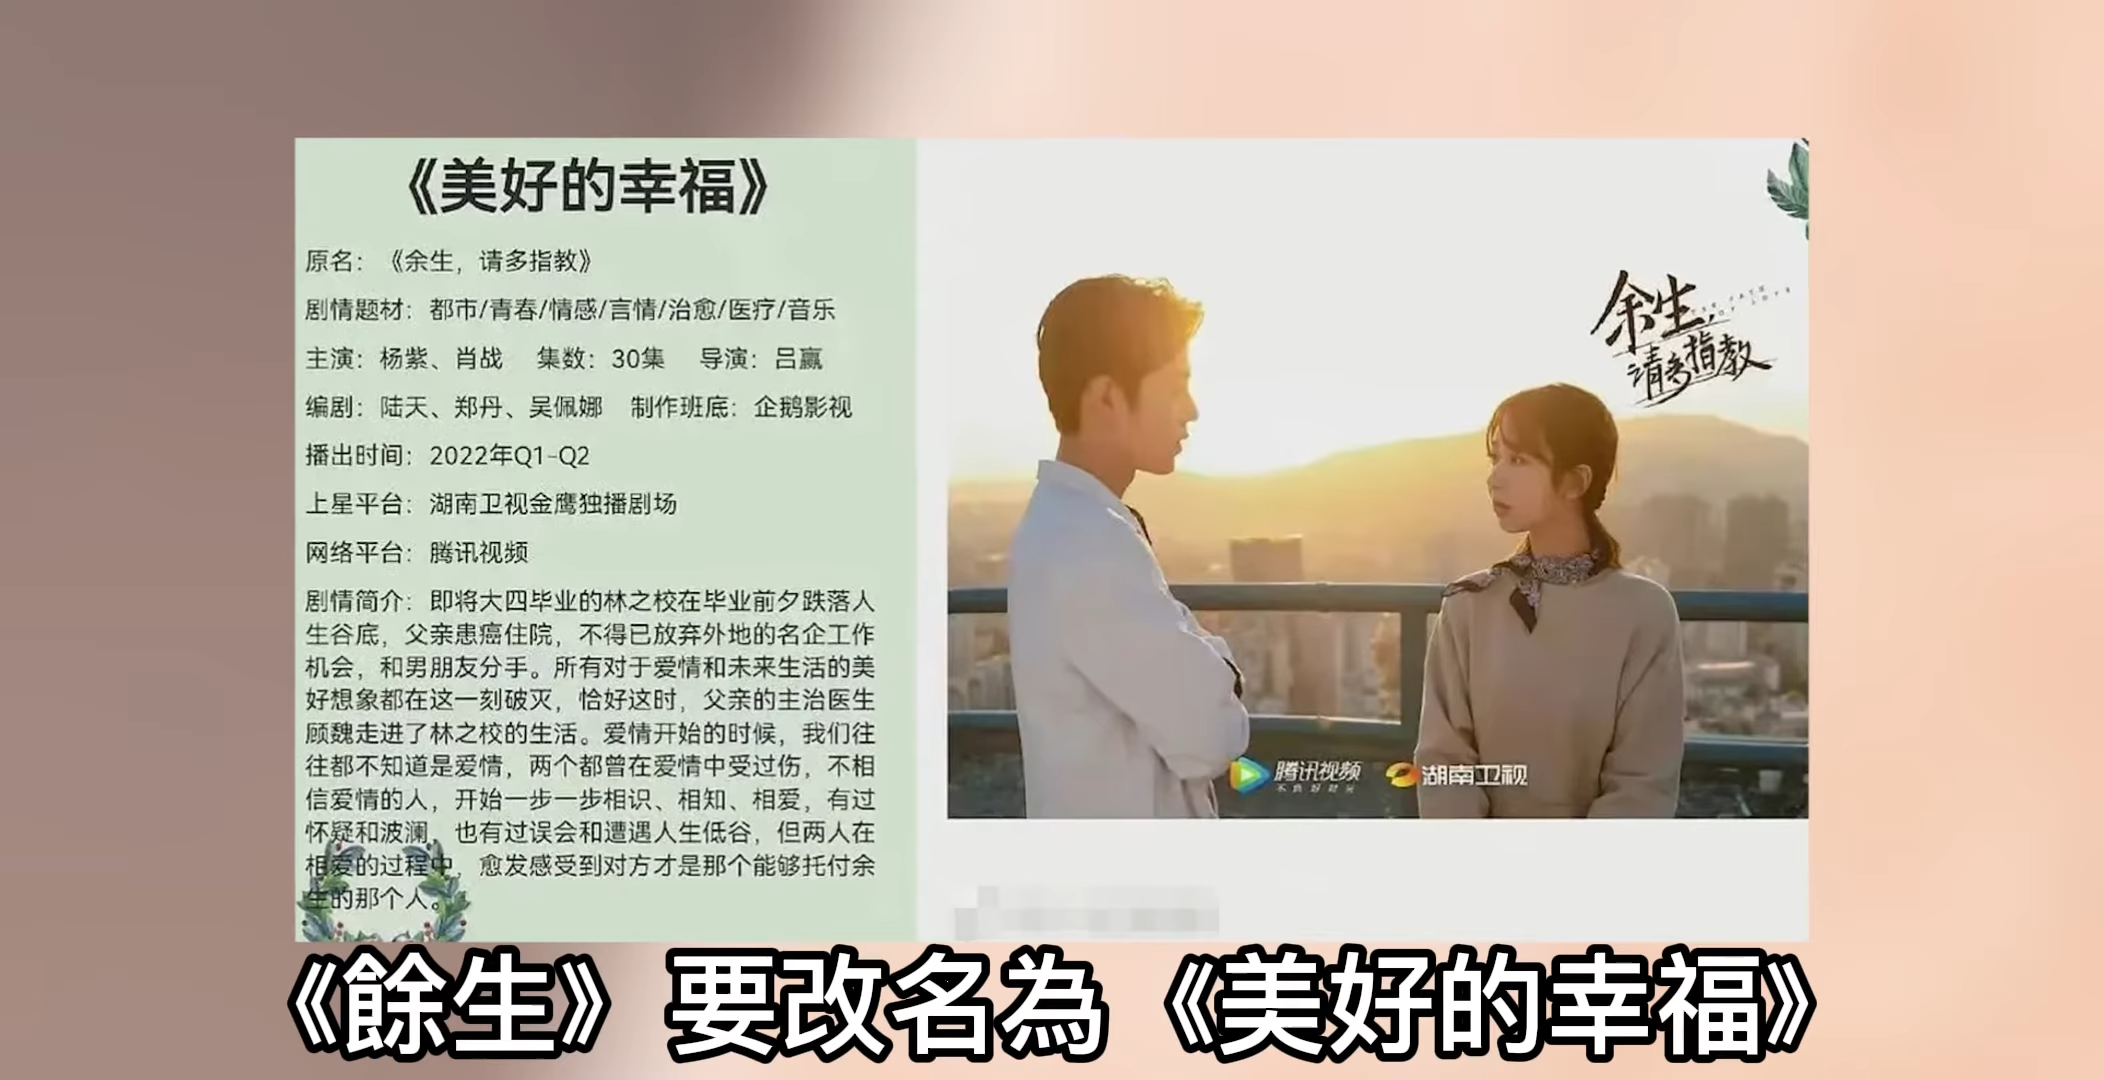 《美好的幸福》
原名：《余生，请多指教》
剧情题材：都市/青春/情感/言情/治愈/医疗/音乐
主演：杨紫、肖战 集数：30集 导演：吕赢
编剧：陆天、郑丹、吴佩娜 制作班底：企鹅影视
播出时间：2022年Q1-Q2
上星平台：湖南卫视金鹰独播剧场
网络平台：腾讯视频
剧情简介：即将大四毕业的林之校在毕业前夕跌落人
生谷底，父亲患癌住院，不得已放弃外地的名企工作
机会，和男朋友分手。所有对于爱情和未来生活的美
好想象都在这一刻破灭，恰好这时，父亲的主治医生
顾魏走进了林之校的生活。爱情开始的时候，我们往
往都不知道是爱情，两个都曾在爱情中受过伤，不相
信爱情的人，开始一步一步相识、相知、相爱，有过
怀疑和波澜，也有过误会和遭遇人生低谷，但两人在
相爱的过程中，愈发感受到对方才是那个能够托付余
生的那个人。
余生，
请多指教
腾讯视频
不负好时光
湖南卫视
《餘生》要改名為《美好的幸福》